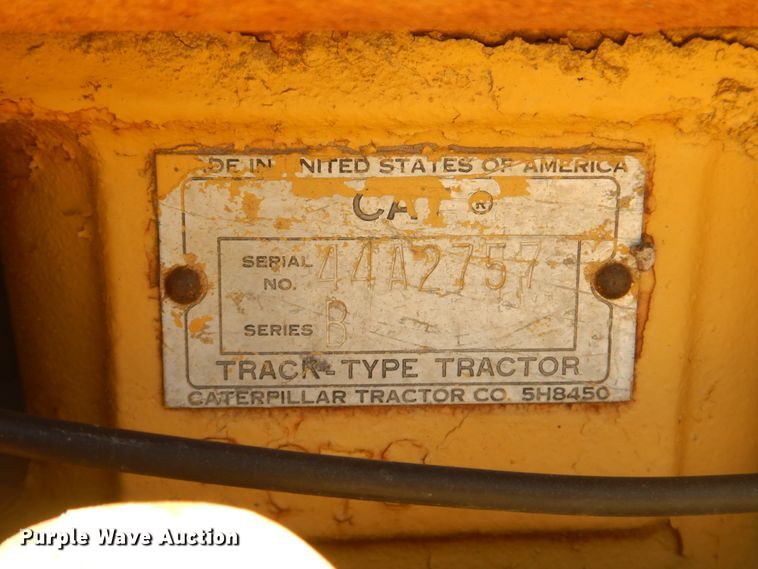 DE IN UNITED STATES OF AMERICA
CAT ®
SERIAL NO. 44A2757
SERIES B
TRACK-TYPE TRACTOR
CATERPILLAR TRACTOR CO. 5H8450
Purple Wave Auction